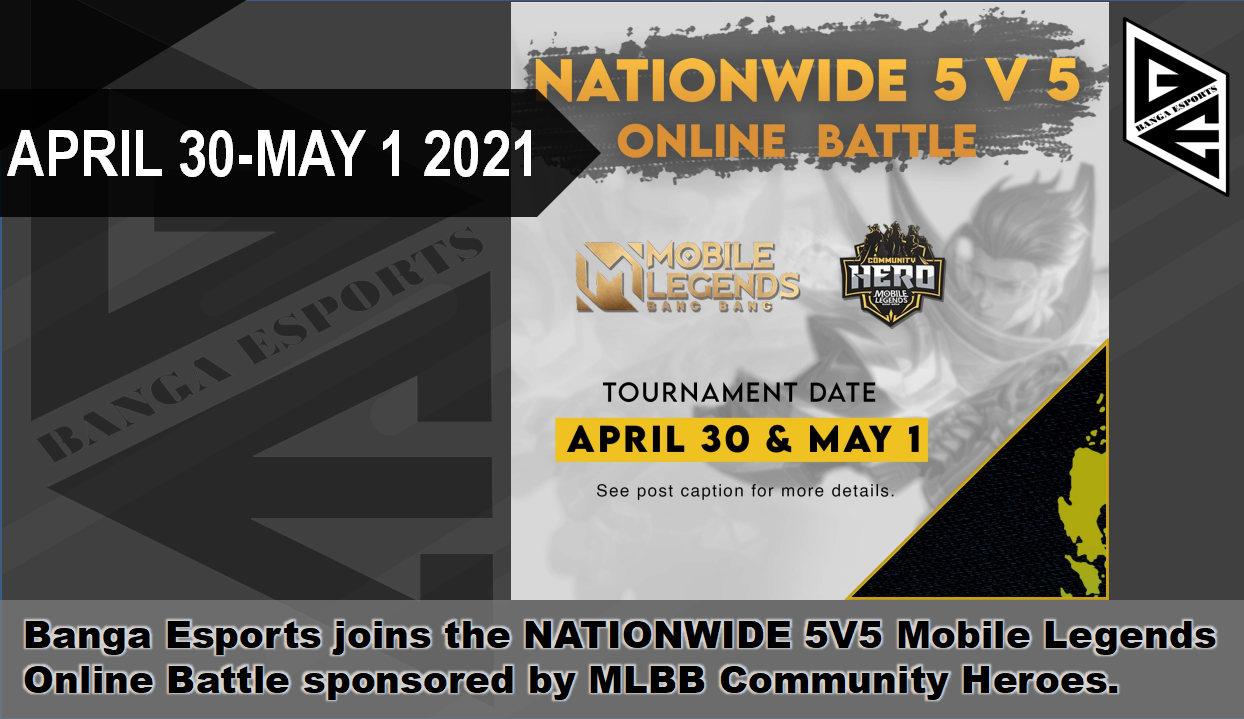 NATIONWIDE 5 V 5
ONLINE BATTLE
APRIL 30-MAY 1 2021
BANGA ESPORTS
BANGA ESPORTS
MOBILE
LEGENDS
BANG BANG
COMMUNITY
HERO
MOBILE
LEGENDS
TOURNAMENT DATE
APRIL 30 & MAY 1
See post caption for more details.
Banga Esports joins the NATIONWIDE 5V5 Mobile Legends
Online Battle sponsored by MLBB Community Heroes.